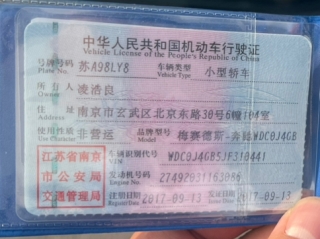 中华人民共和国机动车行驶证
Vehicle License of the People's Republic of China
号牌号码 苏A98LY8 车辆类型 小型轿车
Plate No. Vehicle Type
所有人 凌浩良
Owner
住址 南京市玄武区北京东路30号6幢104室
Address
使用性质 非营运 品牌型号 梅赛德斯-奔驰WDC0J4GB
Use Character Model
江苏省南京
市公安局
交通管理局
车辆识别代号 WDC0J4GB5JF310441
VIN
发动机号码 27492031163086
Engine No.
注册日期 2017-09-13 发证日期 2017-09-13
Register Date Issue Date